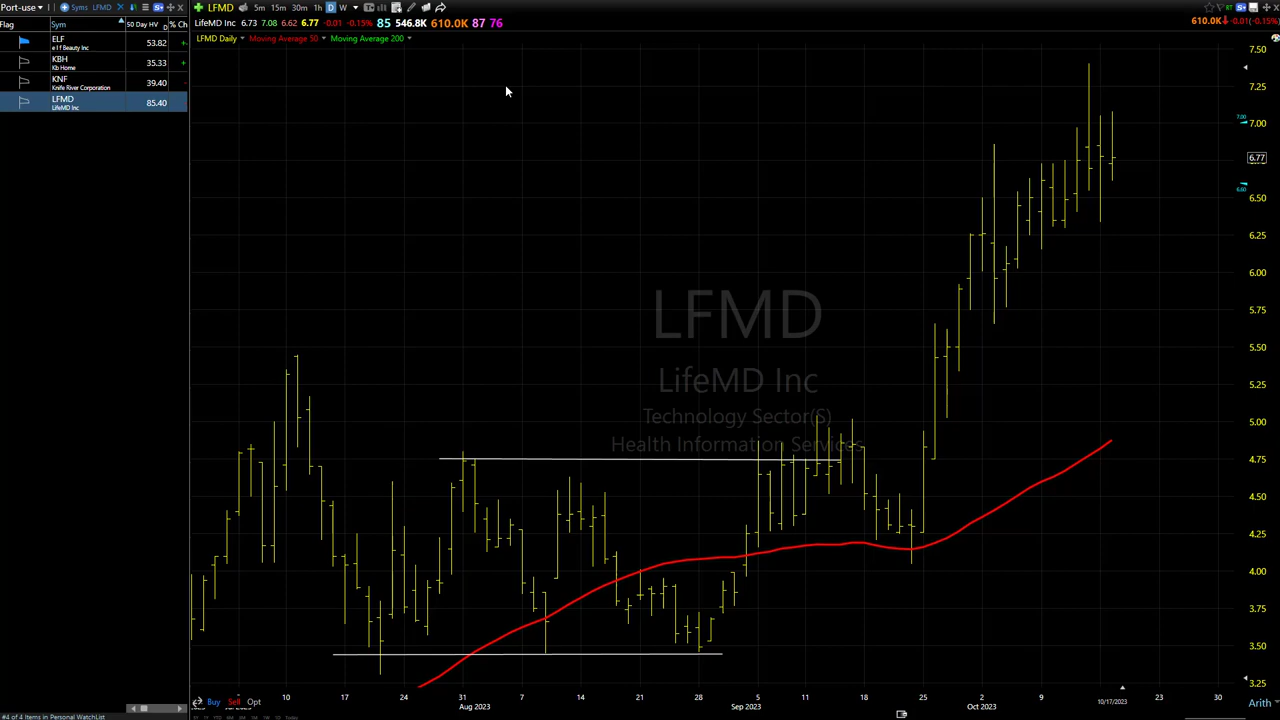 Port-use Syms LFMD LFMD 5m 15m 30m 1h D W RT
Flag Sym 50 Day HV D % Ch
LifeMD Inc 6.73 7.08 6.62 6.77 -0.01 -0.15% 85 546.8K 610.0K 87 76 610.0K -0.01 (-0.15%)
LFMD Daily Moving Average 50 Moving Average 200
ELF 53.82
e l f Beauty Inc
KBH 35.33
Kb Home
KNF 39.40
Knife River Corporation
LFMD 85.40
LifeMD Inc
7.50
7.25
7.00 7.00
6.77
6.60
6.50
6.25
6.00
5.75
5.50
5.25
5.00
4.75
4.50
4.25
4.00
3.75
3.50
3.25
LFMD
LifeMD Inc
Technology Sector(S)
Health Information Services
10 17 24 31 7 14 21 28 5 11 18 25 2 9 10/17/2023 23 30
Aug 2023 Sep 2023 Oct 2023
Buy Sell Opt Arith
#4 of 4 Items in Personal WatchList